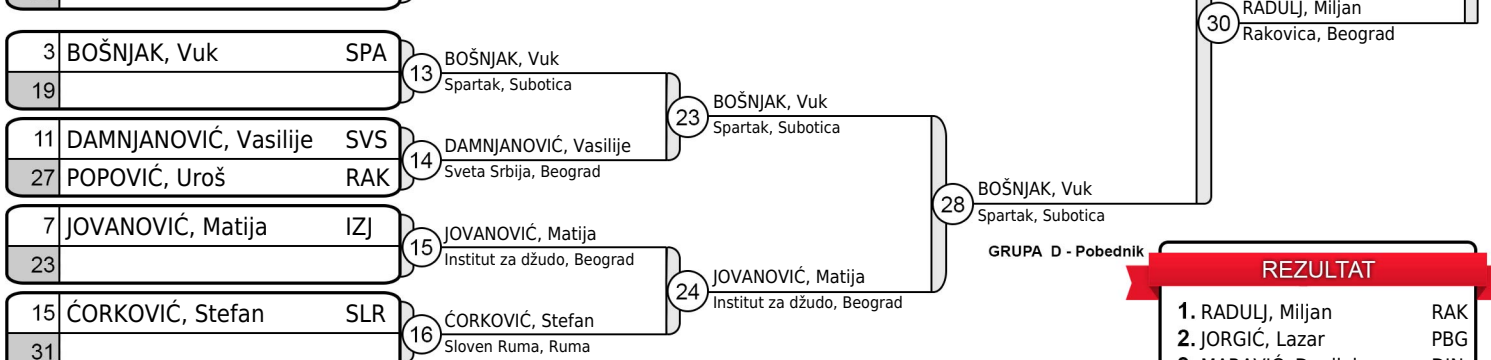 RADULJ, Miljan
30
Rakovica, Beograd
3 BOŠNJAK, Vuk SPA
19
13
BOŠNJAK, Vuk
Spartak, Subotica
11 DAMNJANOVIĆ, Vasilije SVS
27 POPOVIĆ, Uroš RAK
14
DAMNJANOVIĆ, Vasilije
Sveta Srbija, Beograd
23
BOŠNJAK, Vuk
Spartak, Subotica
7 JOVANOVIĆ, Matija IZJ
23
15
JOVANOVIĆ, Matija
Institut za džudo, Beograd
15 ĆORKOVIĆ, Stefan SLR
31
16
ĆORKOVIĆ, Stefan
Sloven Ruma, Ruma
24
JOVANOVIĆ, Matija
Institut za džudo, Beograd
28
BOŠNJAK, Vuk
Spartak, Subotica
GRUPA D - Pobednik
REZULTAT
1. RADULJ, Miljan RAK
2. JORGIĆ, Lazar PBG